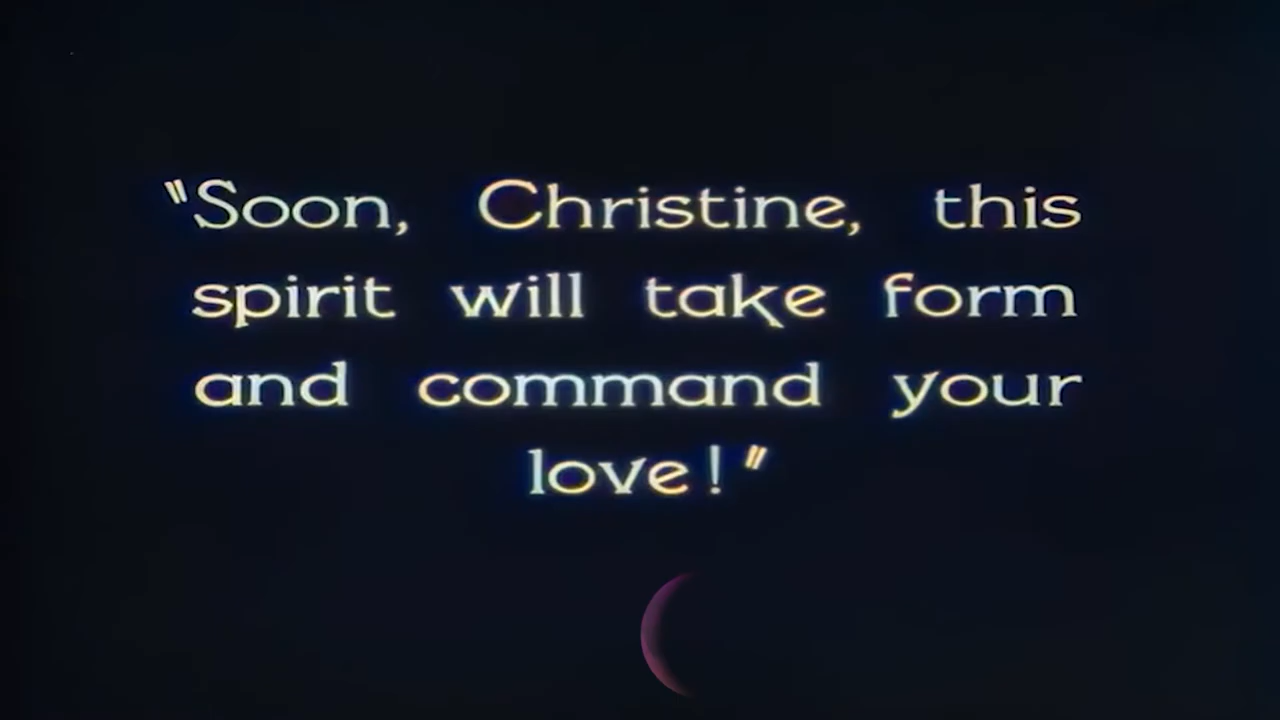 "Soon, Christine, this
spirit will take form
and command your
love!"